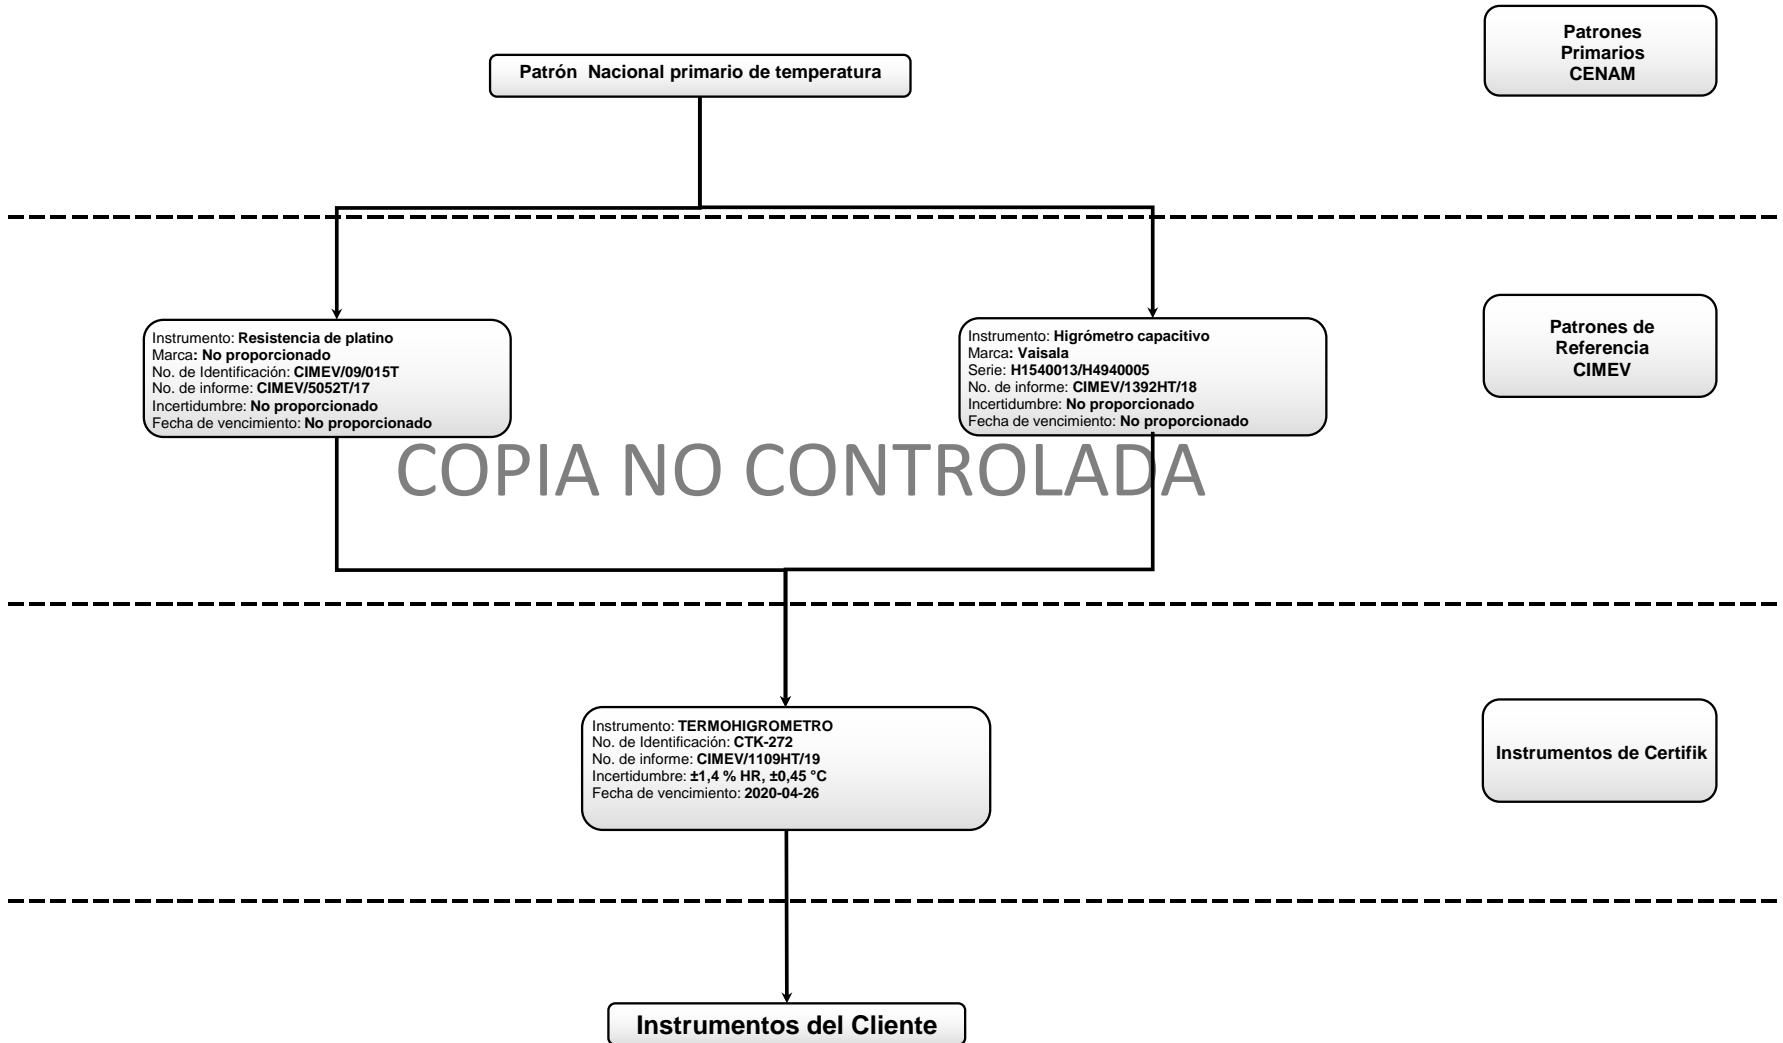 Patrones
Primarios
CENAM
Patrón  Nacional primario de temperatura
Instrumento: Resistencia de platino
Marca: No proporcionado
No. de Identificación: CIMEV/09/015T
No. de informe: CIMEV/5052T/17
Incertidumbre: No proporcionado
Fecha de vencimiento: No proporcionado
Instrumento: Higrómetro capacitivo
Marca: Vaisala
Serie: H1540013/H4940005
No. de informe: CIMEV/1392HT/18
Incertidumbre: No proporcionado
Fecha de vencimiento: No proporcionado
Patrones de
Referencia
CIMEV
COPIA NO CONTROLADA
Instrumento: TERMOHIGROMETRO
No. de Identificación: CTK-272
No. de informe: CIMEV/1109HT/19
Incertidumbre: ±1,4 % HR, ±0,45 °C
Fecha de vencimiento: 2020-04-26
Instrumentos de Certifik
Instrumentos del Cliente